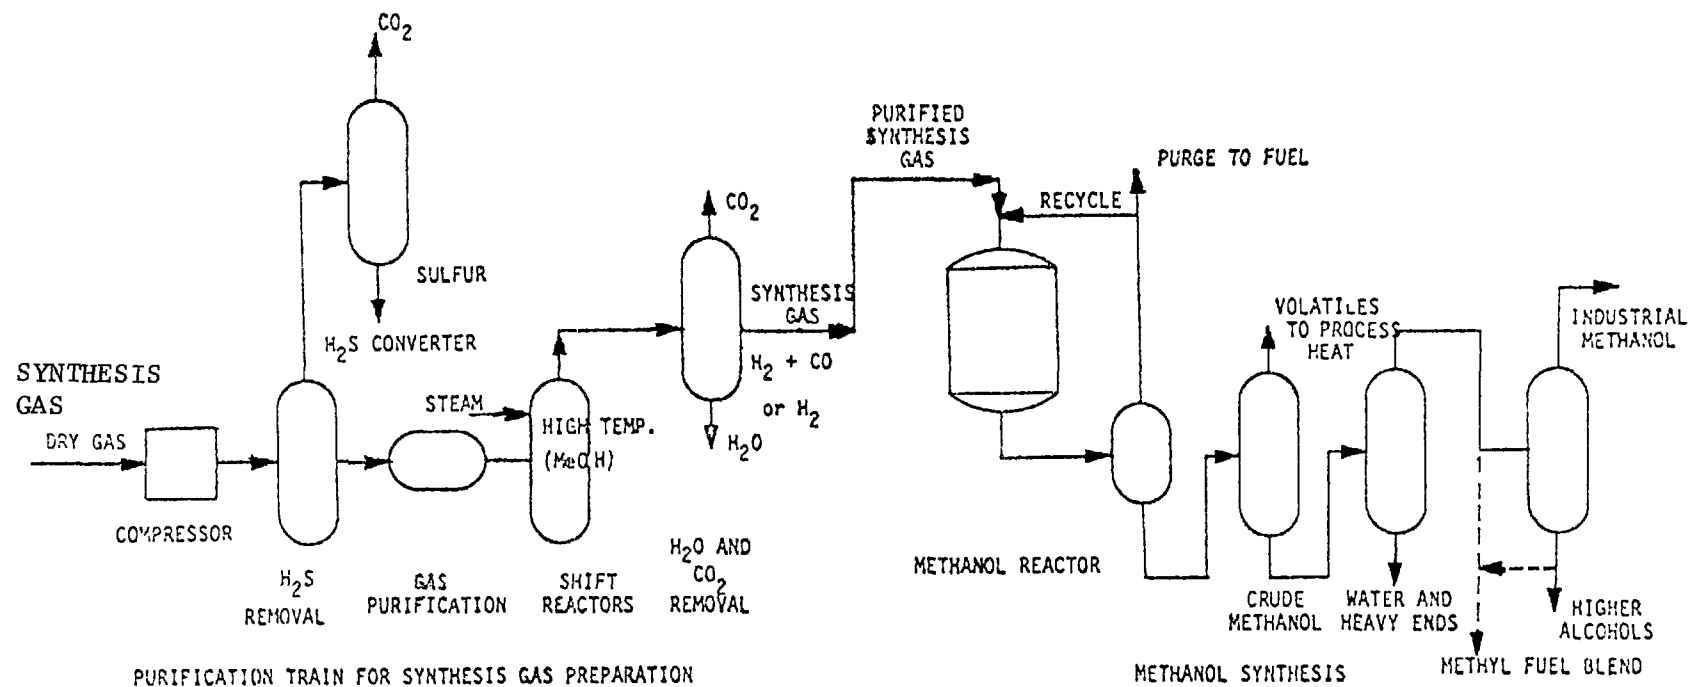 CO2
SULFUR
H2S CONVERTER
SYNTHESIS
GAS
DRY GAS
COMPRESSOR
H2S
REMOVAL
GAS
PURIFICATION
STEAM
HIGH TEMP.
(MeOH)
SHIFT
REACTORS
CO2
H2O
H2O AND
CO2
REMOVAL
SYNTHESIS
GAS
H2 + CO
or H2
PURIFIED
SYNTHESIS
GAS
RECYCLE
PURGE TO FUEL
METHANOL REACTOR
VOLATILES
TO PROCESS
HEAT
CRUDE
METHANOL
WATER AND
HEAVY ENDS
INDUSTRIAL
METHANOL
HIGHER
ALCOHOLS
METHYL FUEL BLEND
PURIFICATION TRAIN FOR SYNTHESIS GAS PREPARATION
METHANOL SYNTHESIS